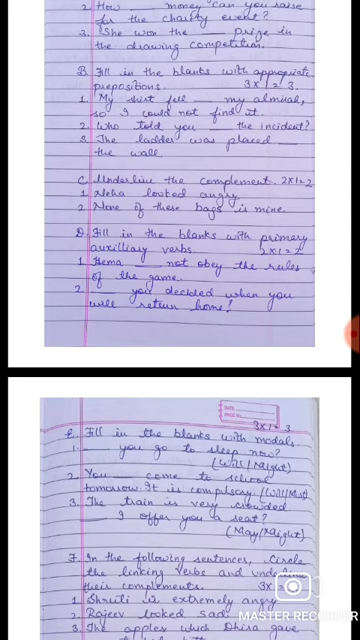 2. How ___ money can you raise
for the charity event?
3. She won the ___ prize in
the drawing competition.
B. Fill in the blanks with appropriate
prepositions. 3x1=3.
1. My shirt fell ___ my almirah,
so I could not find it.
2. Who told you ___ the incident?
3. The ladder was placed ___
the wall
C. Underline the complement. 2x1=2
1 Neha looked angry.
2 None of these bags is mine.
D. Fill in the blanks with primary
auxilliary verbs. 2x1=2
1 Hema ___ not obey the rules
of the game.
2. ___ you decided when you
will return home?
DATE
PAGE NO.
3x1=3
E. Fill in the blanks with modals.
1. ___ you go to sleep now?
(Will/Might)
2. You ___ come to school
tomorrow. It is compulsory. (Will/Must)
3. The train is very crowded
___ I offer you a seat?
(May/Might)
F. In the following sentences, circle
the linking verbs and underline
their complements. 3x
1 Shruti is extremely angry
2. Rajeev looked sad
3. The apples which Dhira gave
MASTER RECORDER